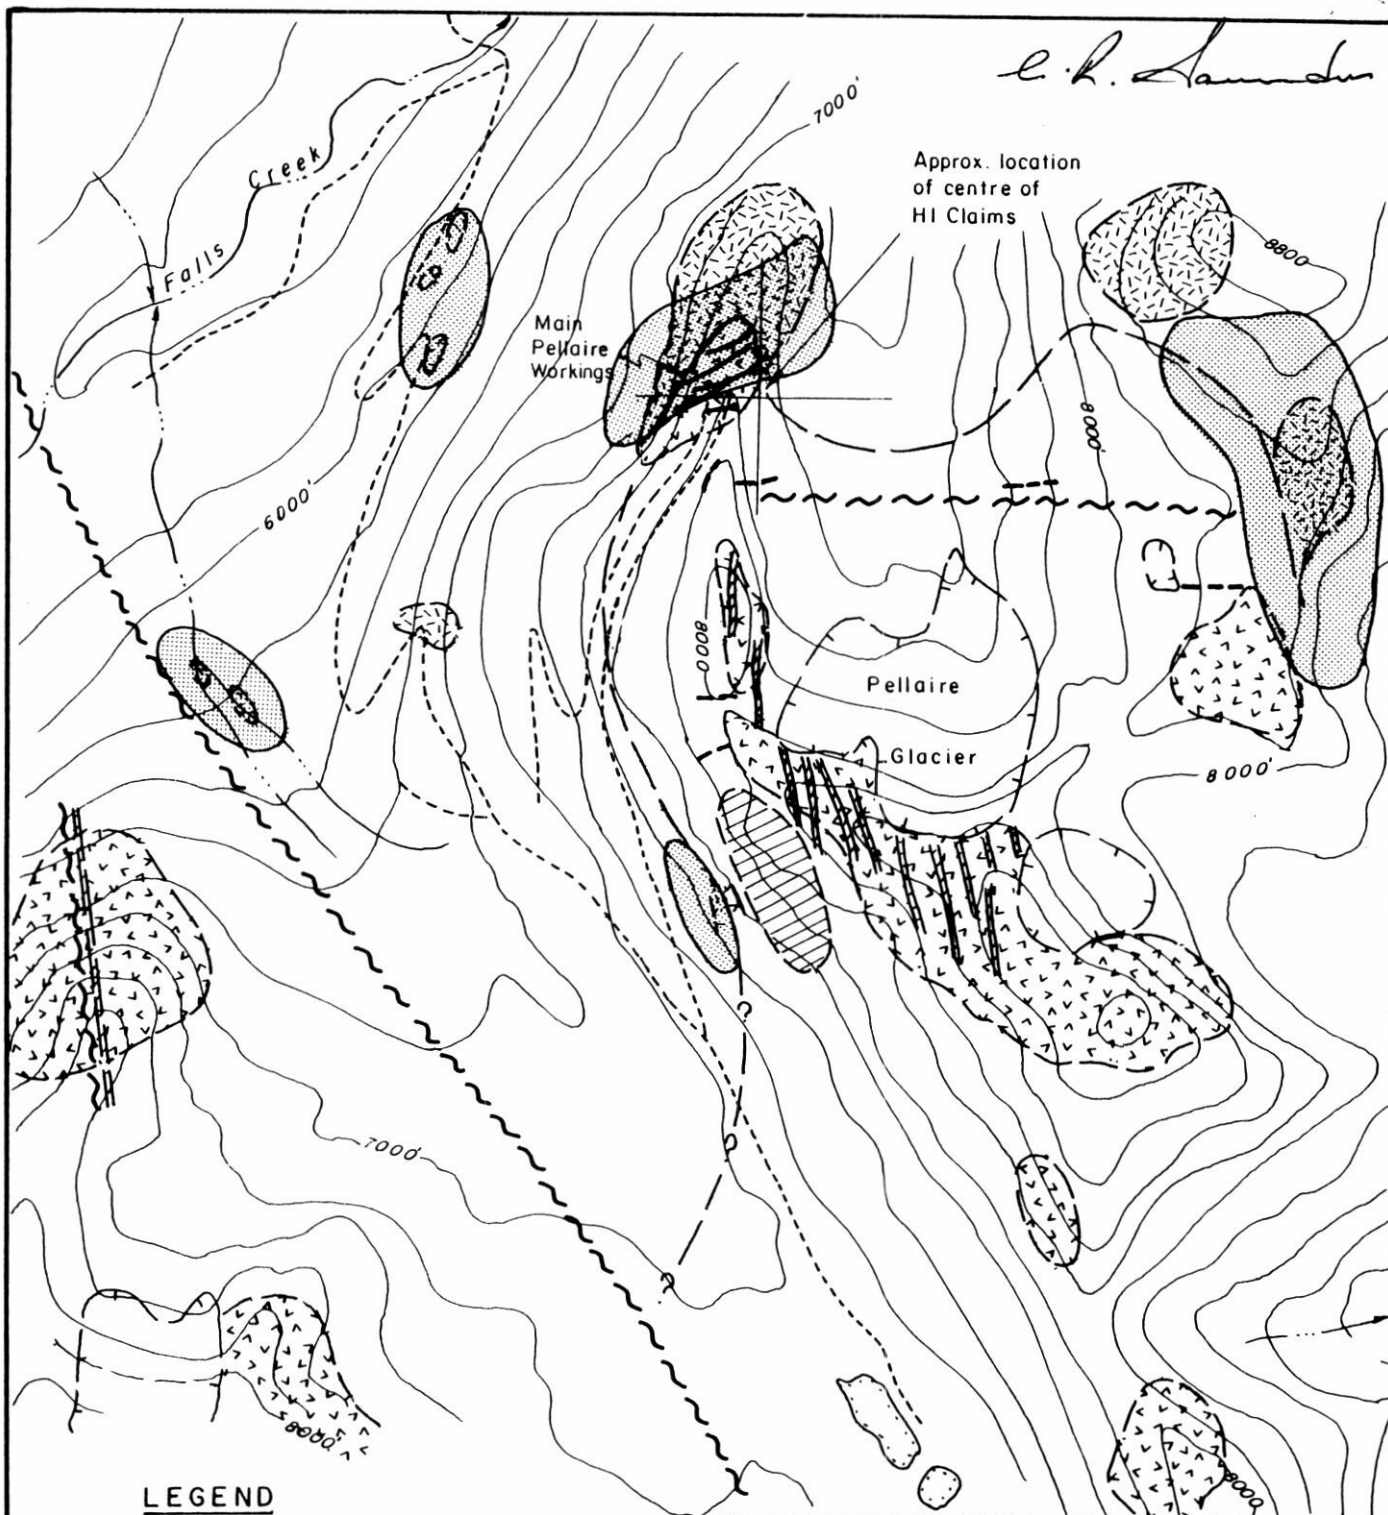 C. R. Saunders
7000'
Approx. location
of centre of
HI Claims
Falls Creek
8800
Main
Pellaire
Workings
8000'
6000'
8000
Pellaire
Glacier
8000'
?
?
7000'
?
8000
8000
LEGEND